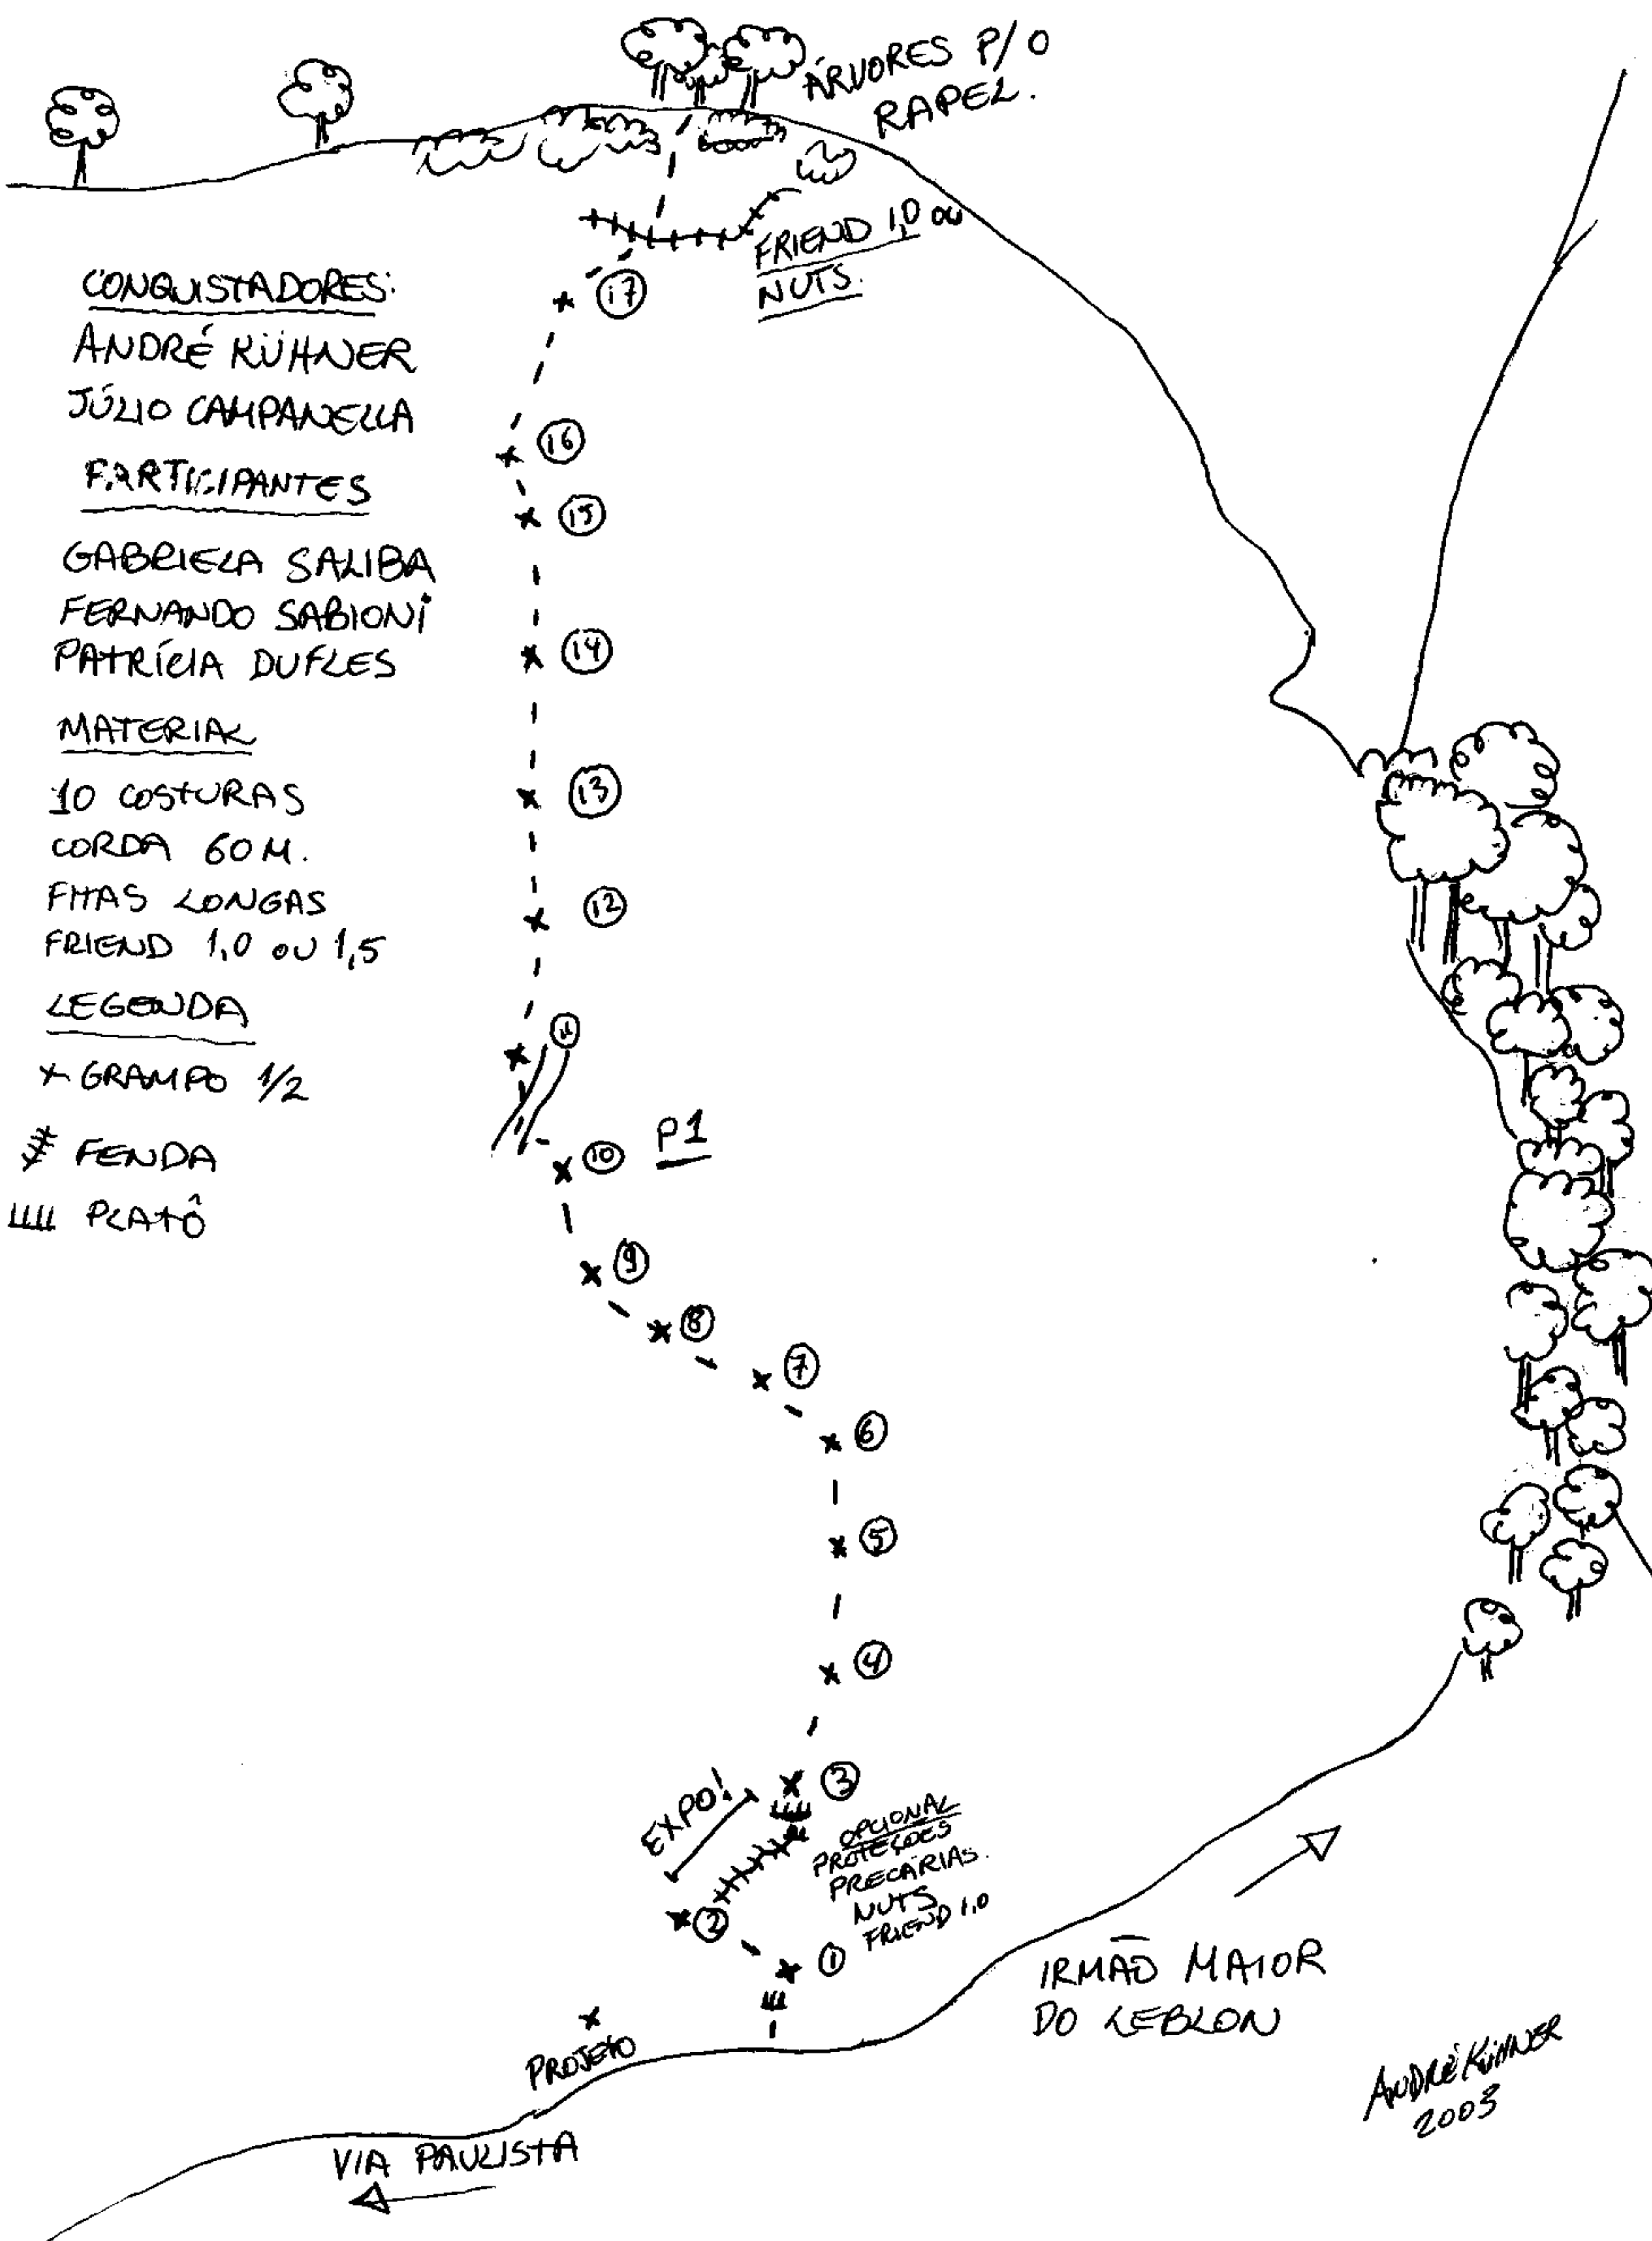 ÁRVORES P/ O
RAPEL.
FRIEND 1,0 OU
NUTS.
CONQUISTADORES:
ANDRÉ KÜHNER
JÚLIO CAMPANELLA
PARTICIPANTES
GABRIELA SALIBA
FERNANDO SABIONI
PATRÍCIA DUFLES
MATERIAL
10 COSTURAS
CORDA 60 M.
FITAS LONGAS
FRIEND 1,0 OU 1,5
LEGENDA
GRAMPO 1/2
FENDA
PLATÔ
17
16
15
14
13
12
11
10 P1
9
8
7
6
5
4
3
EXPO!
OPCIONAL
PROTEÇÕES
PRECÁRIAS.
NUTS
FRIEND 1,0
2
1
PROJETO
VIA PAULISTA
IRMÃO MAIOR
DO LEBLON
ANDRÉ KÜHNER
2003